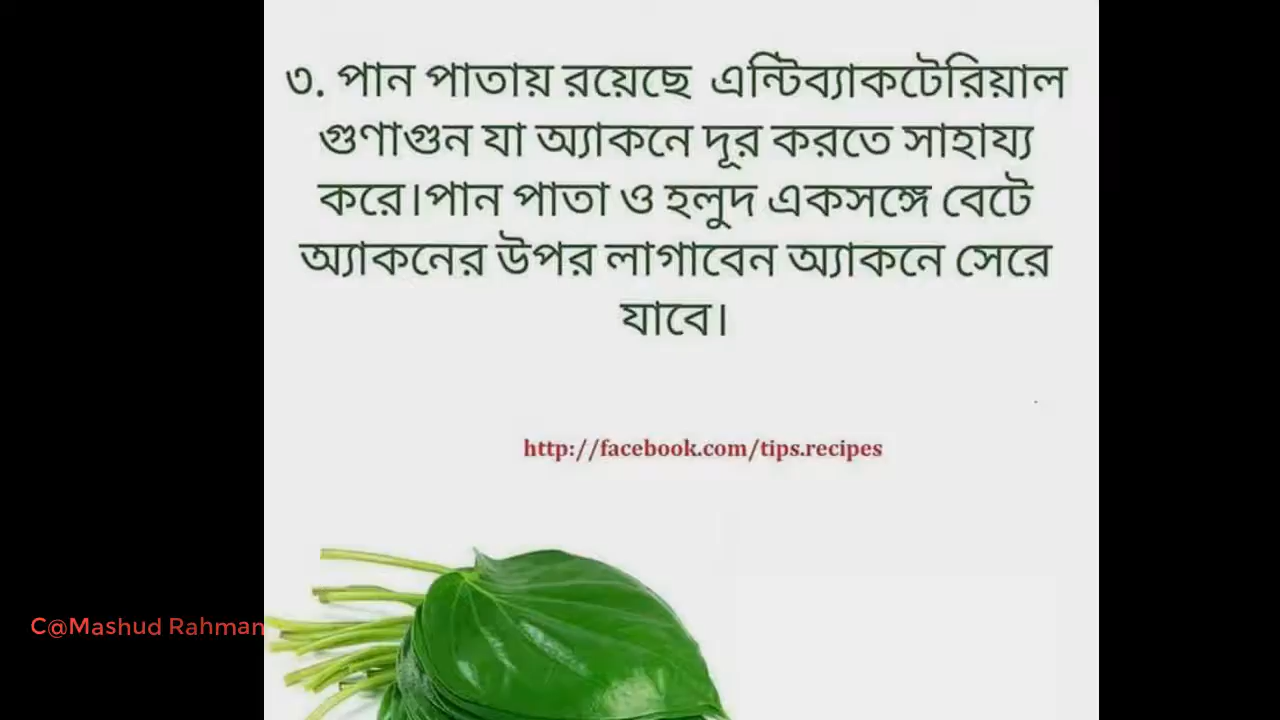 ৩. পান পাতায় রয়েছে এন্টিব্যাকটেরিয়াল
গুণাগুন যা অ্যাকনে দূর করতে সাহায্য
করে।পান পাতা ও হলুদ একসঙ্গে বেটে
অ্যাকনের উপর লাগাবেন অ্যাকনে সেরে
যাবে।
http://facebook.com/tips.recipes
C@Mashud Rahman